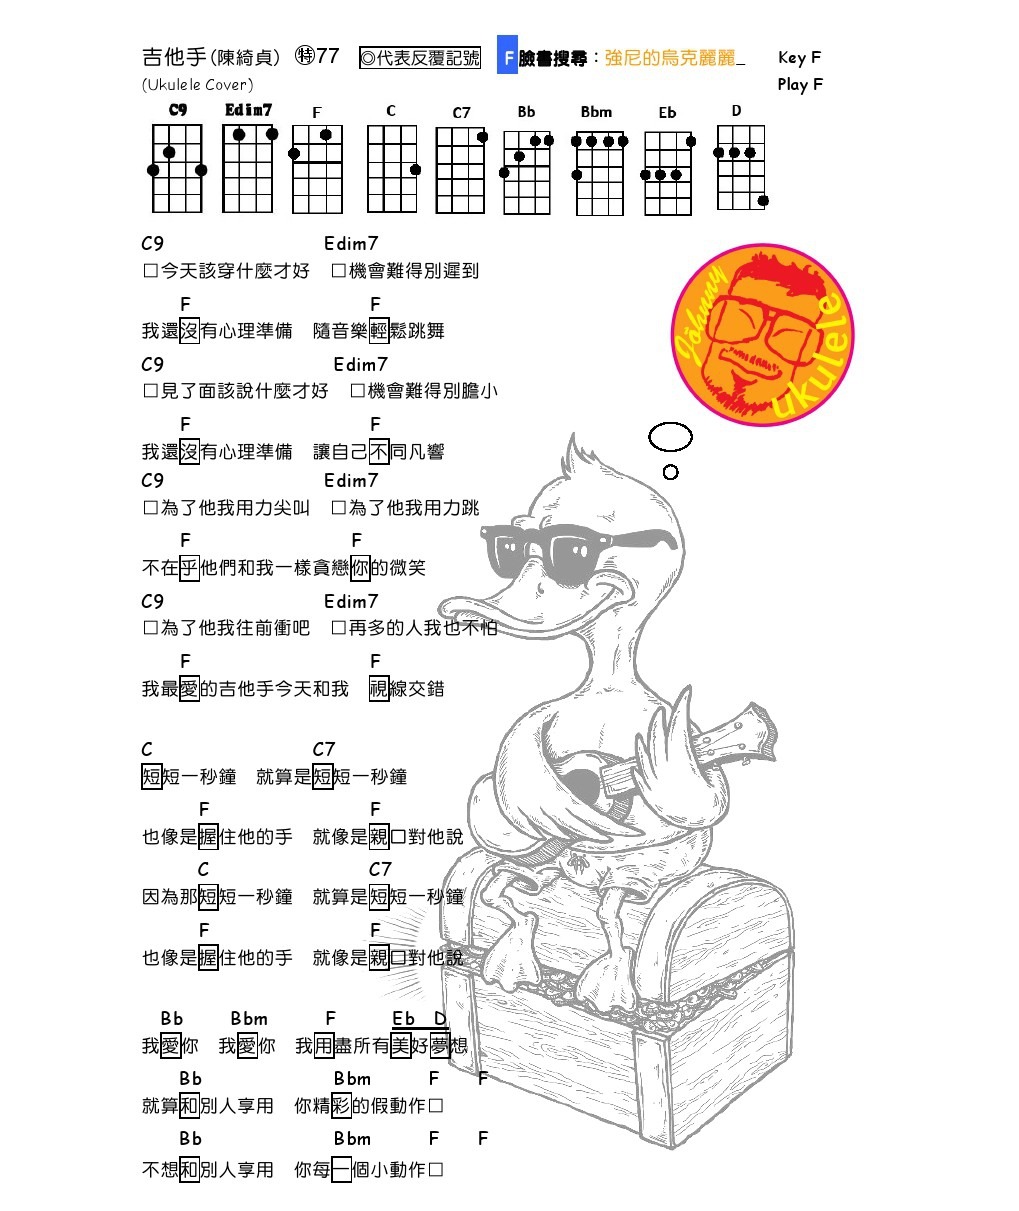 吉他手(陳綺貞) ㊕77 ◎代表反覆記號 F 臉書搜尋：強尼的烏克麗麗_ Key F
(Ukulele Cover) Play F
C9 Edim7 F C C7 Bb Bbm Eb D
C9 Edim7
□今天該穿什麼才好 □機會難得別遲到
F F
我還沒有心理準備 隨音樂輕鬆跳舞
C9 Edim7
□見了面該說什麼才好 □機會難得別膽小
F F
我還沒有心理準備 讓自己不同凡響
C9 Edim7
□為了他我用力尖叫 □為了他我用力跳
F F
不在乎他們和我一樣貪戀你的微笑
C9 Edim7
□為了他我往前衝吧 □再多的人我也不怕
F F
我最愛的吉他手今天和我 視線交錯
C C7
短短一秒鐘 就算是短短一秒鐘
F F
也像是握住他的手 就像是親口對他說
C C7
因為那短短一秒鐘 就算是短短一秒鐘
F F
也像是握住他的手 就像是親口對他說
Bb Bbm F Eb D
我愛你 我愛你 我用盡所有美好夢想
Bb Bbm F F
就算和別人享用 你精彩的假動作□
Bb Bbm F F
不想和別人享用 你每一個小動作□
Johnny
ukulele